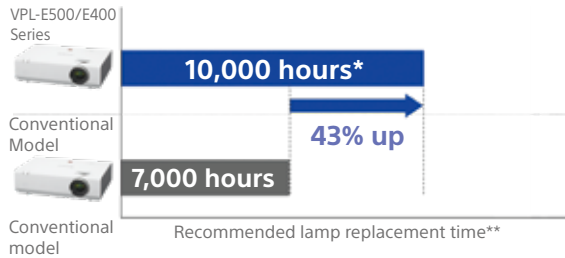 VPL-E500/E400
Series
10,000 hours*
43% up
Conventional
Model
7,000 hours
Conventional
model
Recommended lamp replacement time**